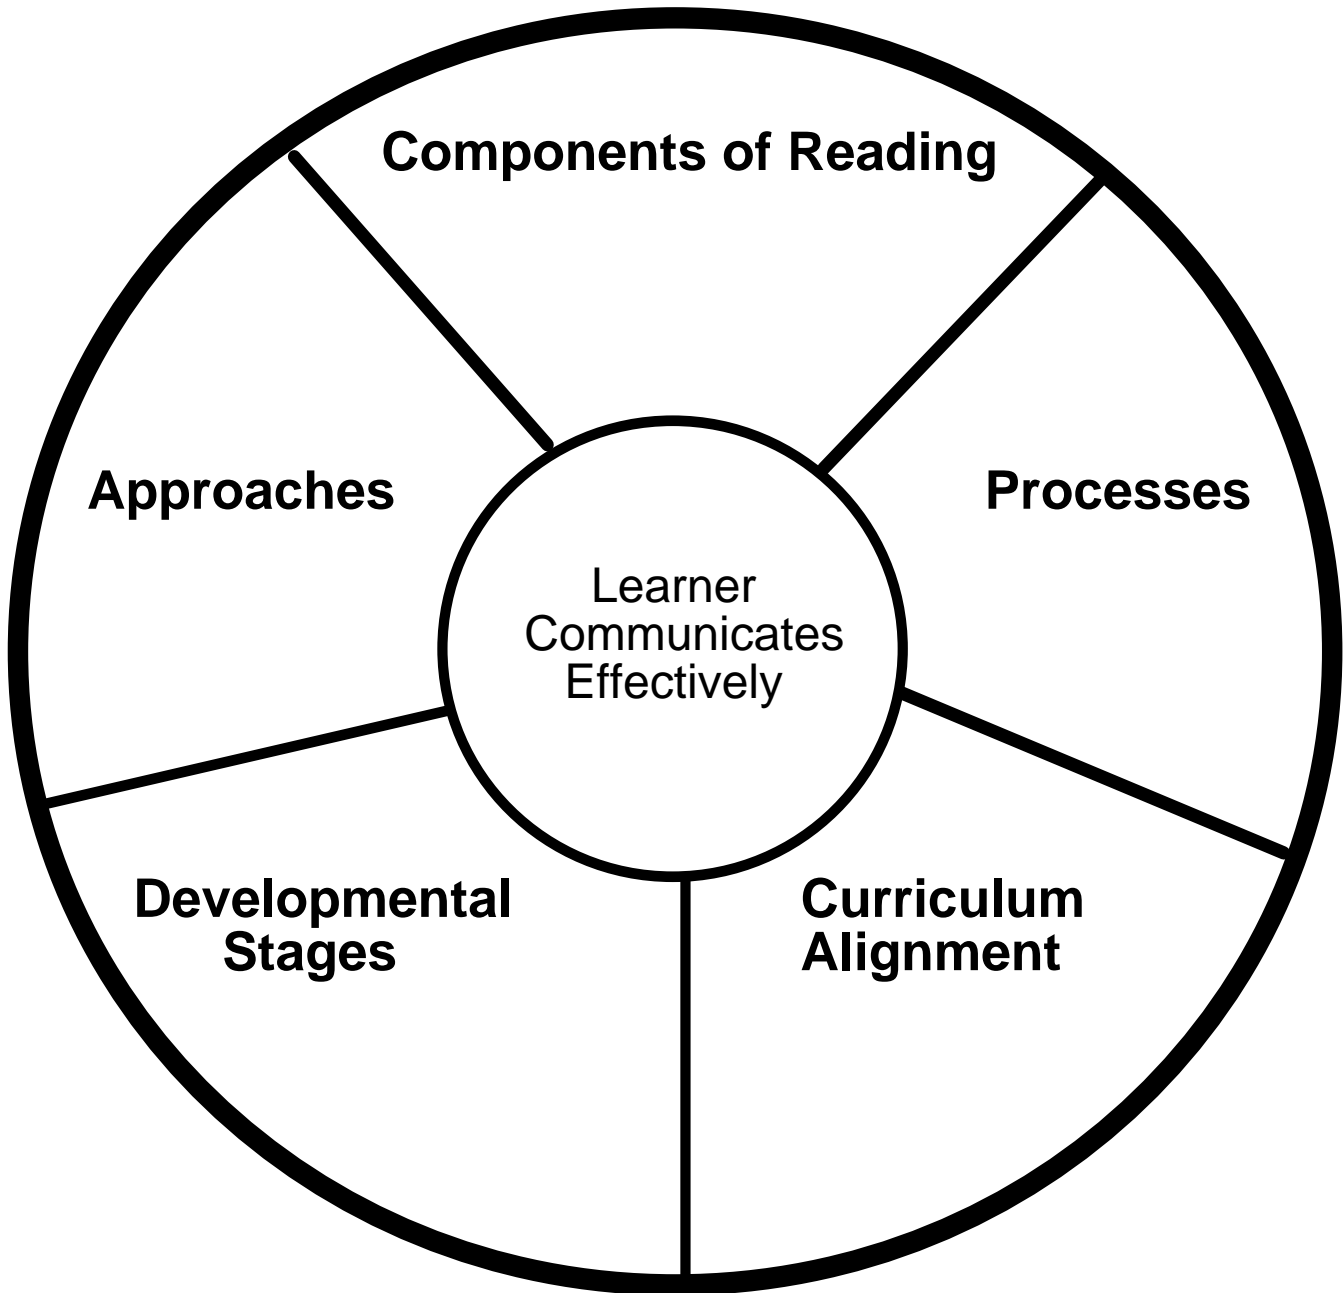 Components of Reading
Approaches
Processes
Learner
Communicates
Effectively
Developmental
Stages
Curriculum
Alignment